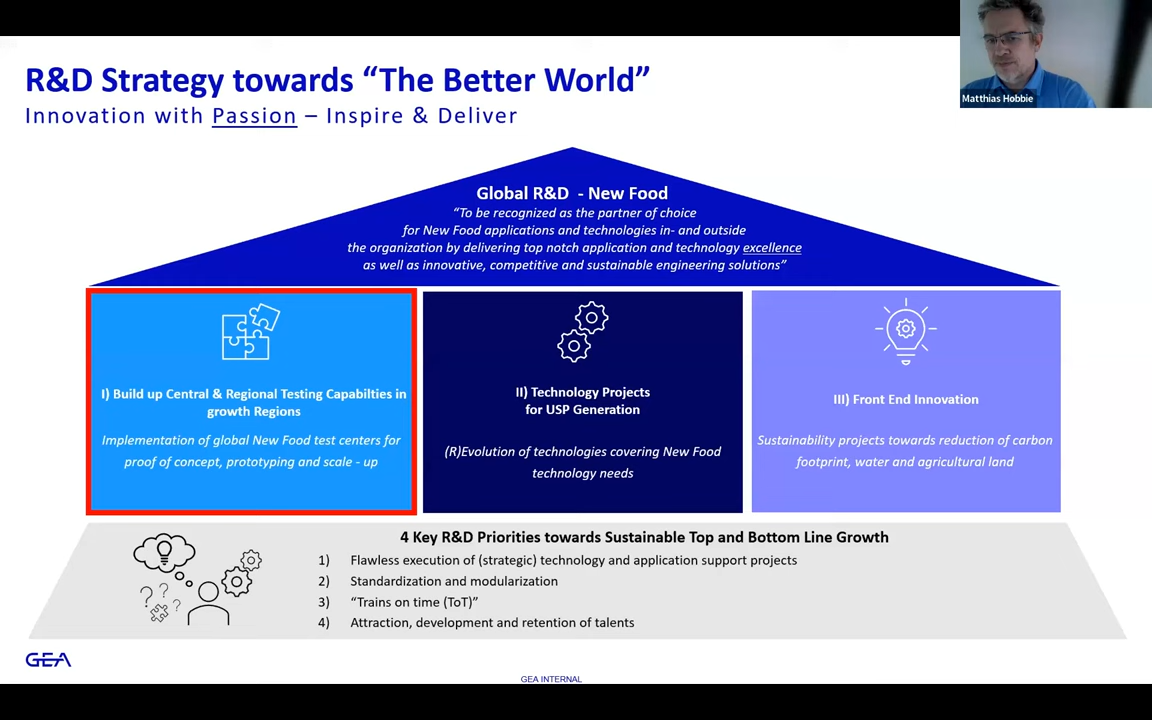 Matthias Hobbie
R&D Strategy towards “The Better World”
Innovation with Passion – Inspire & Deliver
Global R&D - New Food
“To be recognized as the partner of choice
for New Food applications and technologies in- and outside
the organization by delivering top notch application and technology excellence
as well as innovative, competitive and sustainable engineering solutions”
I) Build up Central & Regional Testing Capabilties in
growth Regions
Implementation of global New Food test centers for
proof of concept, prototyping and scale - up
II) Technology Projects
for USP Generation
(R)Evolution of technologies covering New Food
technology needs
III) Front End Innovation
Sustainability projects towards reduction of carbon
footprint, water and agricultural land
4 Key R&D Priorities towards Sustainable Top and Bottom Line Growth
1) Flawless execution of (strategic) technology and application support projects
2) Standardization and modularization
3) “Trains on time (ToT)”
4) Attraction, development and retention of talents
GEA
GEA INTERNAL